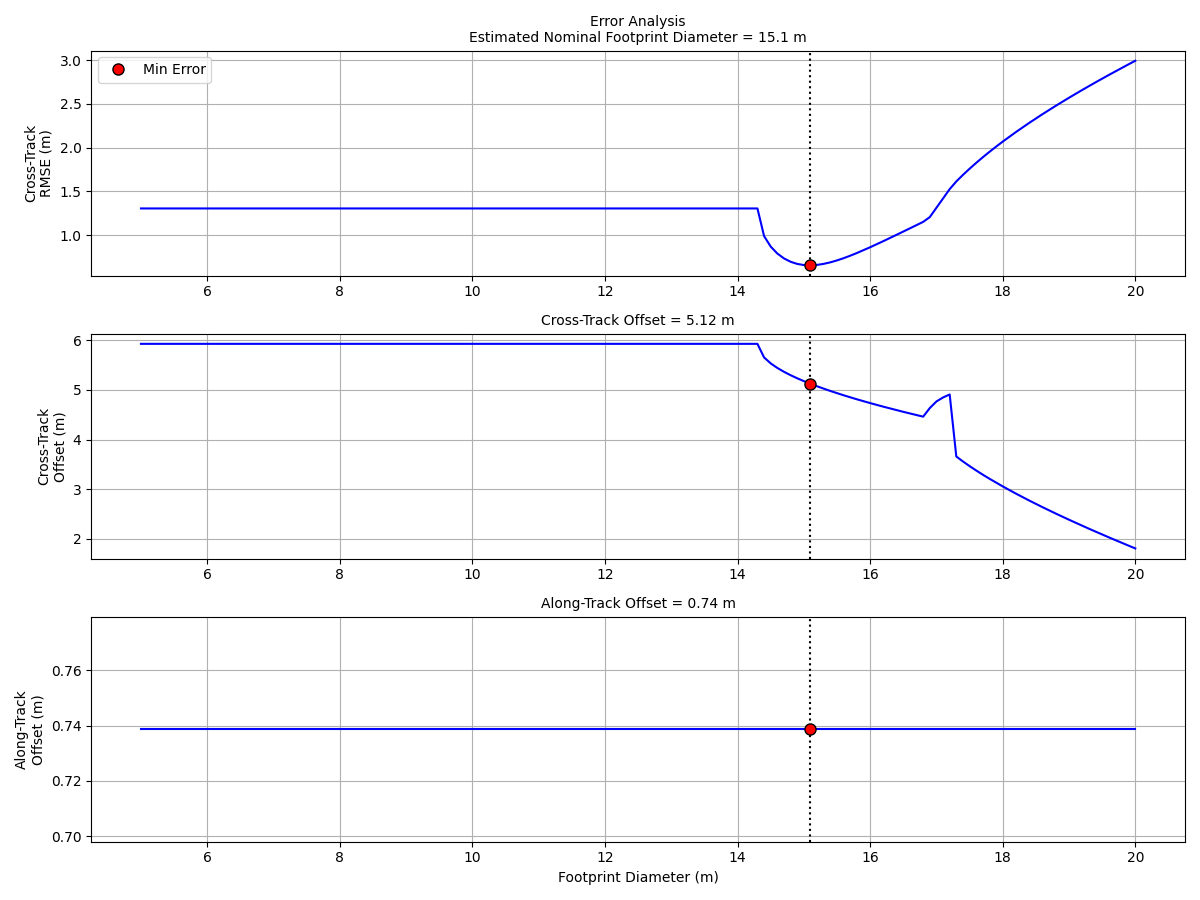 Error Analysis
Estimated Nominal Footprint Diameter = 15.1 m
Min Error
Cross-Track
RMSE (m)
3.0
2.5
2.0
1.5
1.0
6 8 10 12 14 16 18 20
Cross-Track Offset = 5.12 m
Cross-Track
Offset (m)
6
5
4
3
2
6 8 10 12 14 16 18 20
Along-Track Offset = 0.74 m
Along-Track
Offset (m)
0.76
0.74
0.72
0.70
6 8 10 12 14 16 18 20
Footprint Diameter (m)